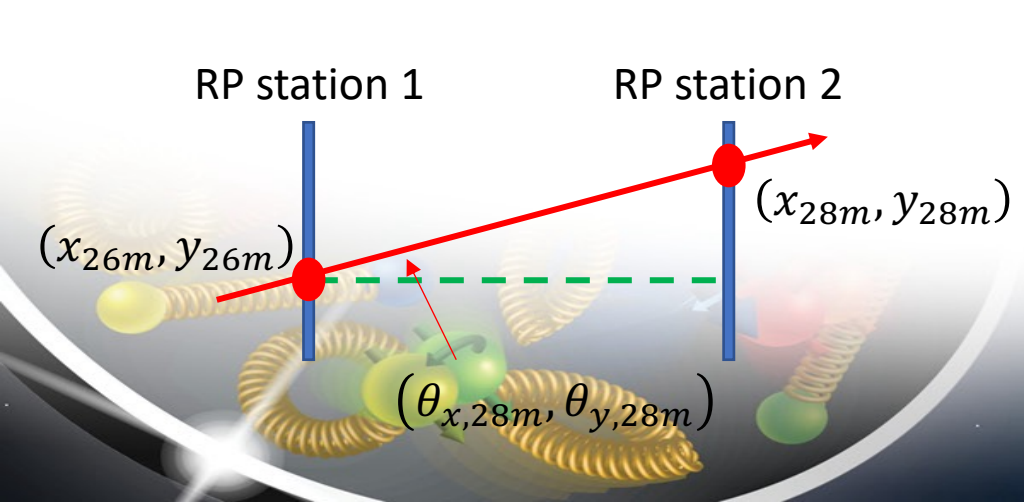 RP station 1
RP station 2
(x_{28m}, y_{28m})
(x_{26m}, y_{26m})
(θ_{x,28m}, θ_{y,28m})